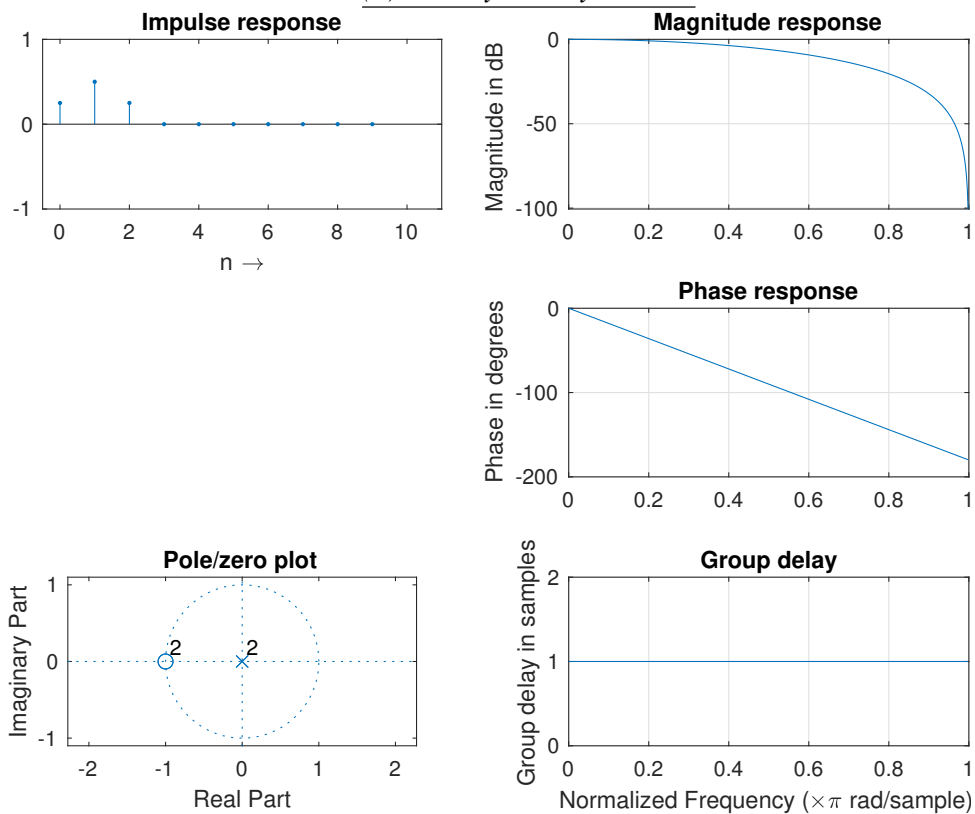 Impulse response
1
0
-1
0 2 4 6 8 10
n →
Magnitude response
Magnitude in dB
0
-50
-100
0 0.2 0.4 0.6 0.8 1
Phase response
Phase in degrees
0
-100
-200
0 0.2 0.4 0.6 0.8 1
Pole/zero plot
Imaginary Part
1
0
-1
2
2
-2 -1 0 1 2
Real Part
Group delay
Group delay in samples
2
1
0
0 0.2 0.4 0.6 0.8 1
Normalized Frequency (×π rad/sample)